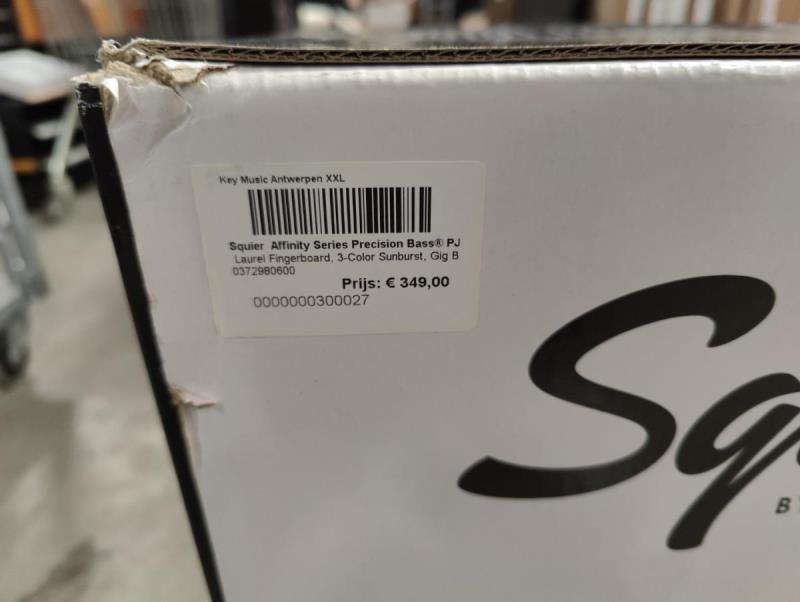 Key Music Antwerpen XXL
Squier Affinity Series Precision Bass® PJ
Laurel Fingerboard, 3-Color Sunburst, Gig B
0372980600
Prijs: € 349,00
0000000300027
Sq
B